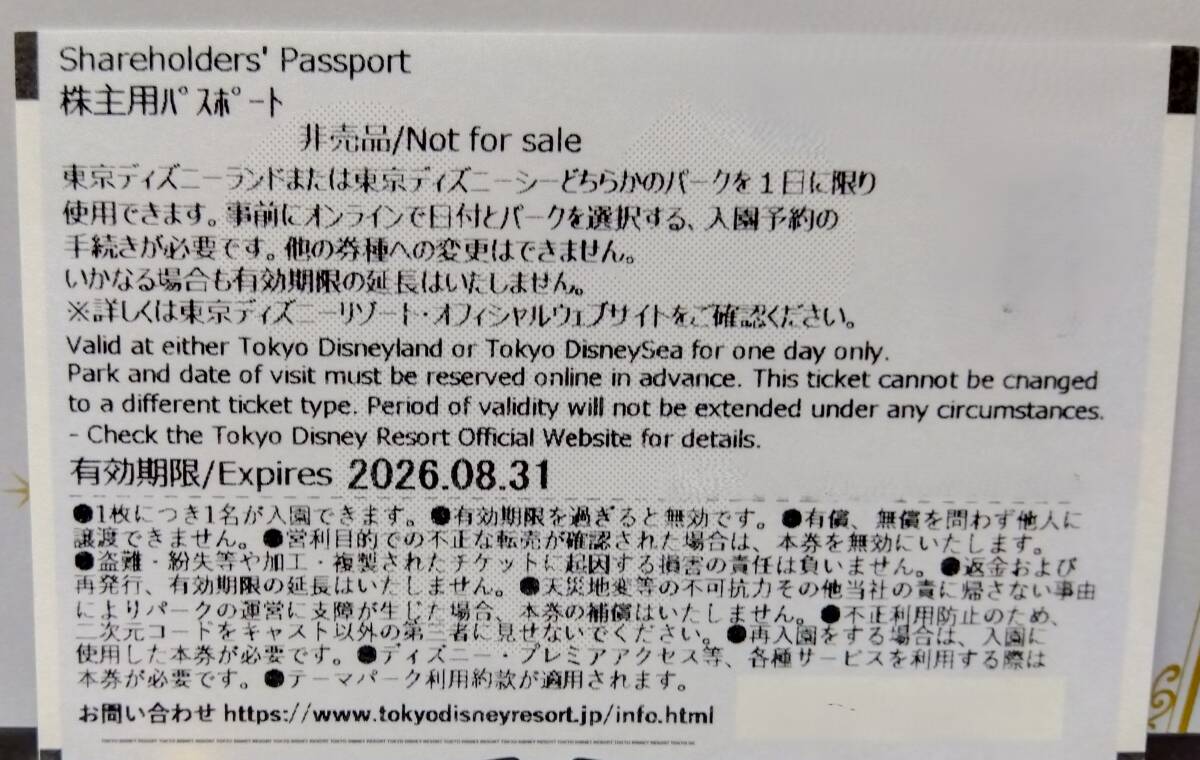 Shareholders' Passport
株主用ﾊﾟｽﾎﾟｰﾄ
非売品/Not for sale
東京ディズニーランドまたは東京ディズニーシーどちらかのパークを1日に限り
使用できます。事前にオンラインで日付とパークを選択する、入園予約の
手続きが必要です。他の券種への変更はできません。
いかなる場合も有効期限の延長はいたしません。
※詳しくは東京ディズニーリゾート・オフィシャルウェブサイトをご確認ください。
Valid at either Tokyo Disneyland or Tokyo DisneySea for one day only.
Park and date of visit must be reserved online in advance. This ticket cannot be changed
to a different ticket type. Period of validity will not be extended under any circumstances.
- Check the Tokyo Disney Resort Official Website for details.
有効期限/Expires 2026.08.31
●1枚につき1名が入園できます。●有効期限を過ぎると無効です。●有償、無償を問わず他人に
譲渡できません。●営利目的での不正な転売が確認された場合は、本券を無効にいたします。
●盗難・紛失等や加工・複製されたチケットに起因する損害の責任は負いません。●返金および
再発行、有効期限の延長はいたしません。●天災地変等の不可抗力その他当社の責に帰さない事由
によりパークの運営に支障が生じた場合、本券の補償はいたしません。●不正利用防止のため、
二次元コードをキャスト以外の第三者に見せないでください。●再入園をする場合は、入園に
使用した本券が必要です。●ディズニー・プレミアアクセス等、各種サービスを利用する際は
本券が必要です。●テーマパーク利用約款が適用されます。
お問い合わせ https://www.tokyodisneyresort.jp/info.html